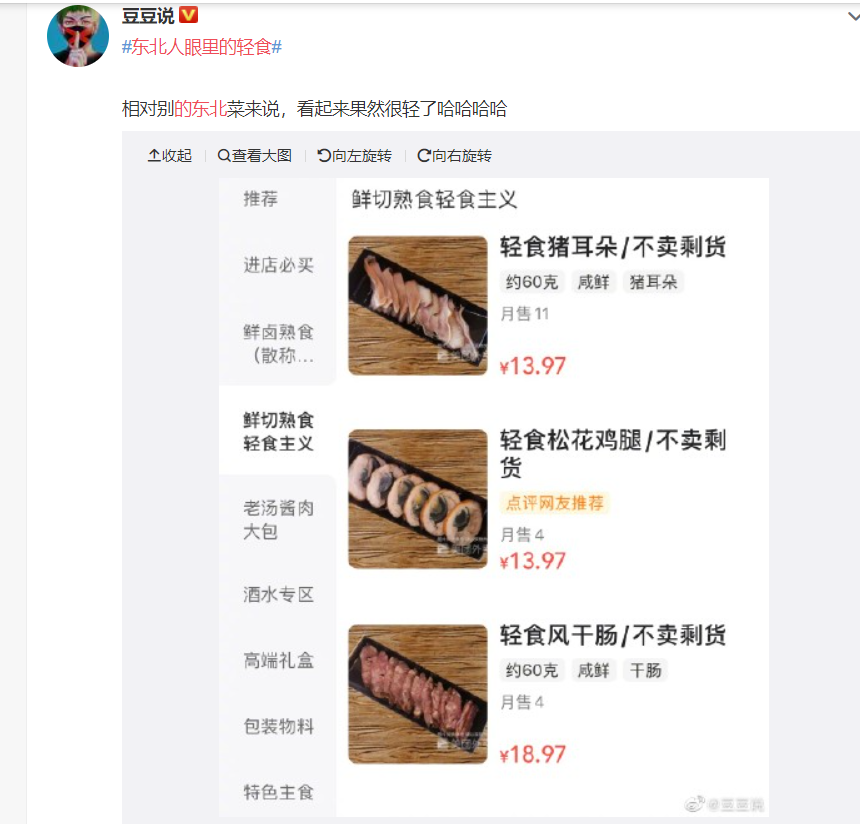 豆豆说
#东北人眼里的轻食#
相对别的东北菜来说，看起来果然很轻了哈哈哈哈
收起 查看大图 向左旋转 向右旋转
推荐
进店必买
鲜卤熟食
（散称...
鲜切熟食
轻食主义
老汤酱肉
大包
酒水专区
高端礼盒
包装物料
特色主食
鲜切熟食轻食主义
轻食猪耳朵/不卖剩货
约60克 咸鲜 猪耳朵
月售11
¥13.97
轻食松花鸡腿/不卖剩
货
点评网友推荐
月售4
¥13.97
轻食风干肠/不卖剩货
约60克 咸鲜 干肠
月售4
¥18.97
@豆豆说